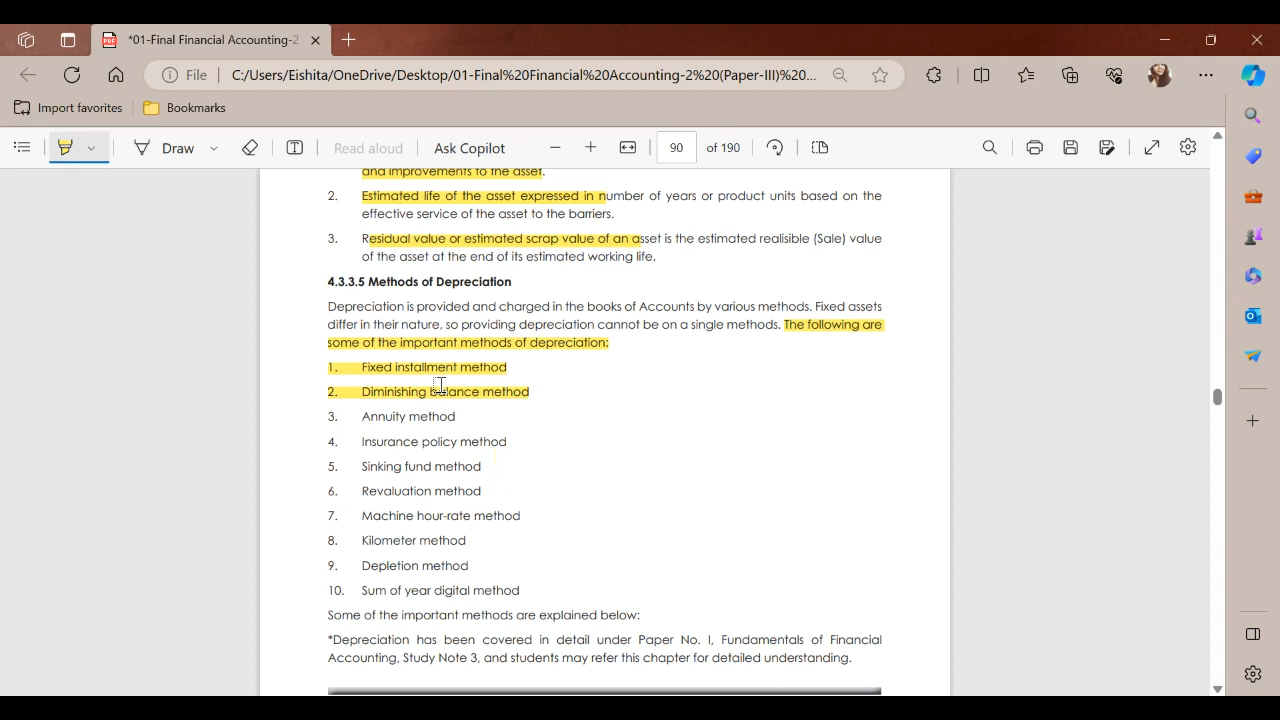 *01-Final Financial Accounting-2
File C:/Users/Eishita/OneDrive/Desktop/01-Final%20Financial%20Accounting-2%20(Paper-III)%20...
Import favorites Bookmarks
Draw Read aloud Ask Copilot 90 of 190
and improvements to the asset.
2. Estimated life of the asset expressed in number of years or product units based on the
effective service of the asset to the barriers.
3. Residual value or estimated scrap value of an asset is the estimated realisible (Sale) value
of the asset at the end of its estimated working life.
4.3.3.5 Methods of Depreciation
Depreciation is provided and charged in the books of Accounts by various methods. Fixed assets
differ in their nature, so providing depreciation cannot be on a single methods. The following are
some of the important methods of depreciation:
1. Fixed installment method
2. Diminishing balance method
3. Annuity method
4. Insurance policy method
5. Sinking fund method
6. Revaluation method
7. Machine hour-rate method
8. Kilometer method
9. Depletion method
10. Sum of year digital method
Some of the important methods are explained below:
*Depreciation has been covered in detail under Paper No. I, Fundamentals of Financial
Accounting, Study Note 3, and students may refer this chapter for detailed understanding.